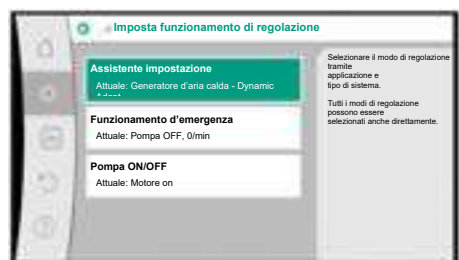 Imposta funzionamento di regolazione
Assistente impostazione
Attuale: Generatore d'aria calda - Dynamic
Adapt
Funzionamento d'emergenza
Attuale: Pompa OFF, 0/min
Pompa ON/OFF
Attuale: Motore on
Selezionare il modo di regolazione
tramite
applicazione e
tipo di sistema.
Tutti i modi di regolazione
possono essere
selezionati anche direttamente.